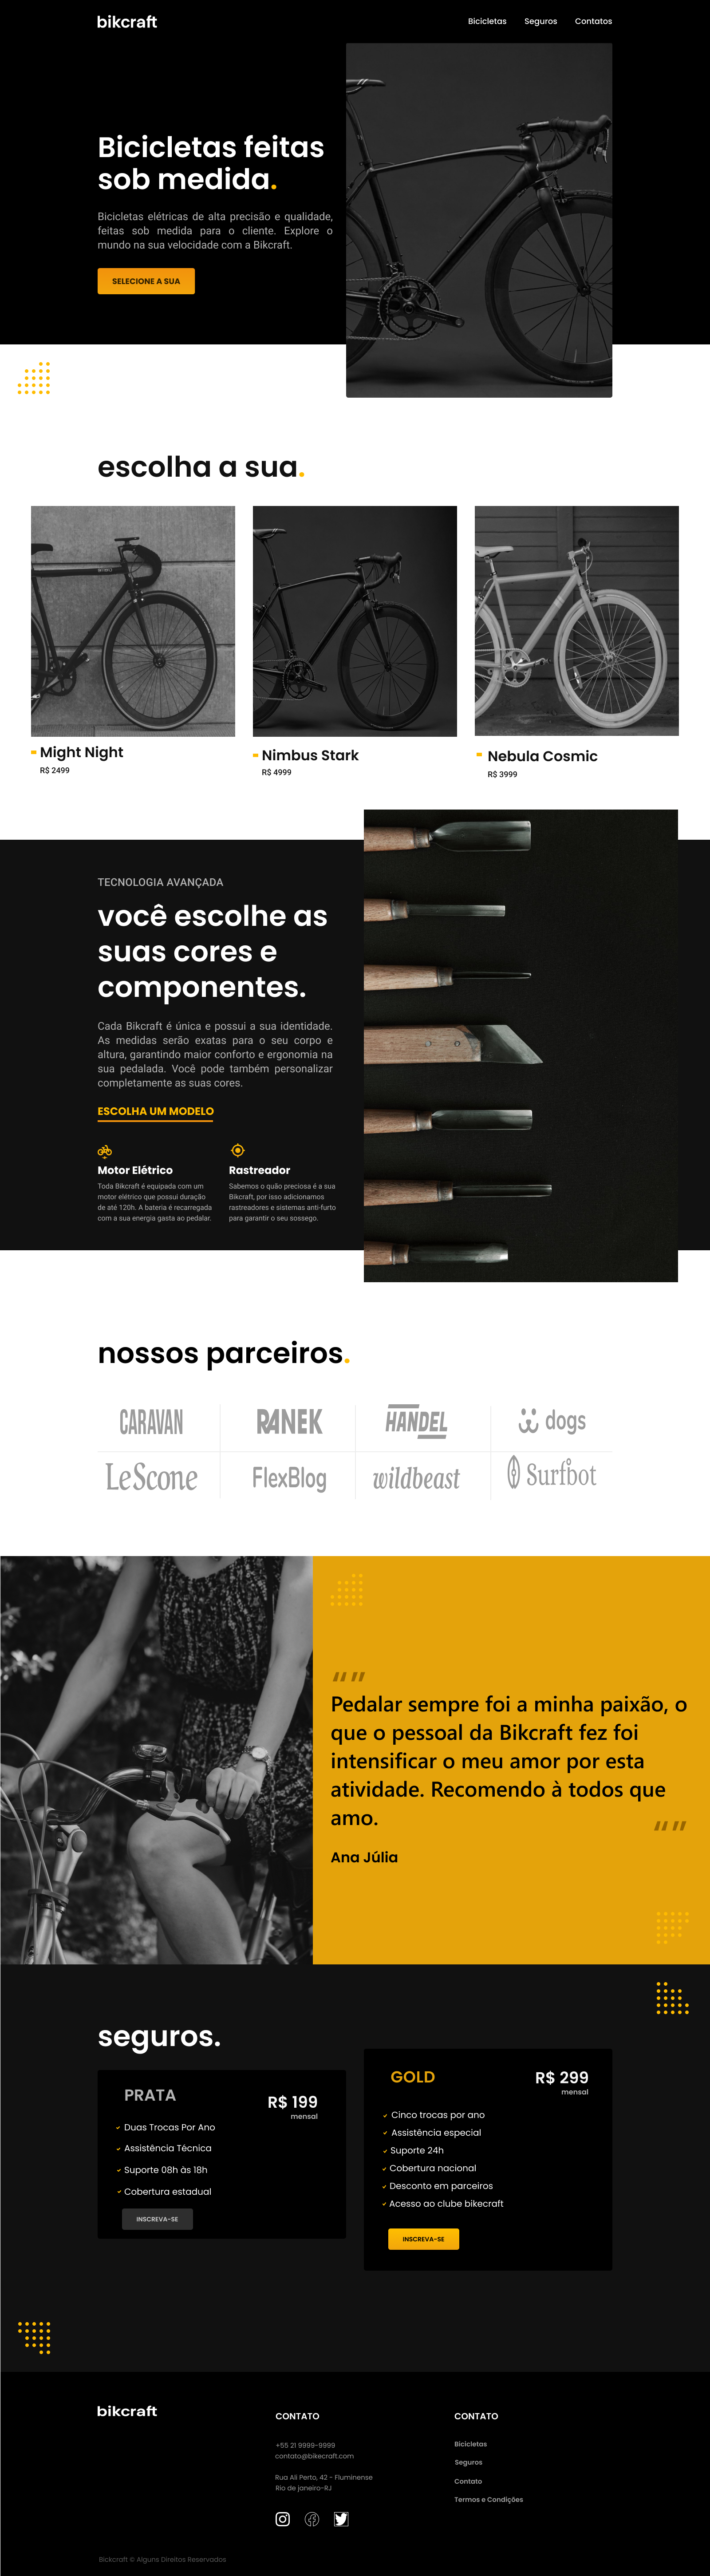 bikcraft
Bicicletas
Seguros
Contatos
Bicicletas feitas
sob medida.
Bicicletas elétricas de alta precisão e qualidade,
feitas sob medida para o cliente. Explore o
mundo na sua velocidade com a Bikcraft.
SELECIONE A SUA
escolha a sua.
Might Night
R$ 2499
Nimbus Stark
R$ 4999
Nebula Cosmic
R$ 3999
TECNOLOGIA AVANÇADA
você escolhe as
suas cores e
componentes.
Cada Bikcraft é única e possui a sua identidade.
As medidas serão exatas para o seu corpo e
altura, garantindo maior conforto e ergonomia na
sua pedalada. Você pode também personalizar
completamente as suas cores.
ESCOLHA UM MODELO
Motor Elétrico
Toda Bikcraft é equipada com um
motor elétrico que possui duração
de até 120h. A bateria é recarregada
com a sua energia gasta ao pedalar.
Rastreador
Sabemos o quão preciosa é a sua
Bikcraft, por isso adicionamos
rastreadores e sistemas anti-furto
para garantir o seu sossego.
nossos parceiros.
CARAVAN
RANEK
HANDEL
dogs
LeScone
FlexBlog
wildbeast
Surfbot
Pedalar sempre foi a minha paixão, o
que o pessoal da Bikcraft fez foi
intensificar o meu amor por esta
atividade. Recomendo à todos que
amo.
Ana Júlia
seguros.
PRATA
R$ 199
mensal
Duas Trocas Por Ano
Assistência Técnica
Suporte 08h às 18h
Cobertura estadual
INSCREVA-SE
GOLD
R$ 299
mensal
Cinco trocas por ano
Assistência especial
Suporte 24h
Cobertura nacional
Desconto em parceiros
Acesso ao clube bikecraft
INSCREVA-SE
bikcraft
CONTATO
+55 21 9999-9999
contato@bikecraft.com
Rua Ali Perto, 42 - Fluminense
Rio de janeiro-RJ
CONTATO
Bicicletas
Seguros
Contato
Termos e Condições
Bickcraft © Alguns Direitos Reservados